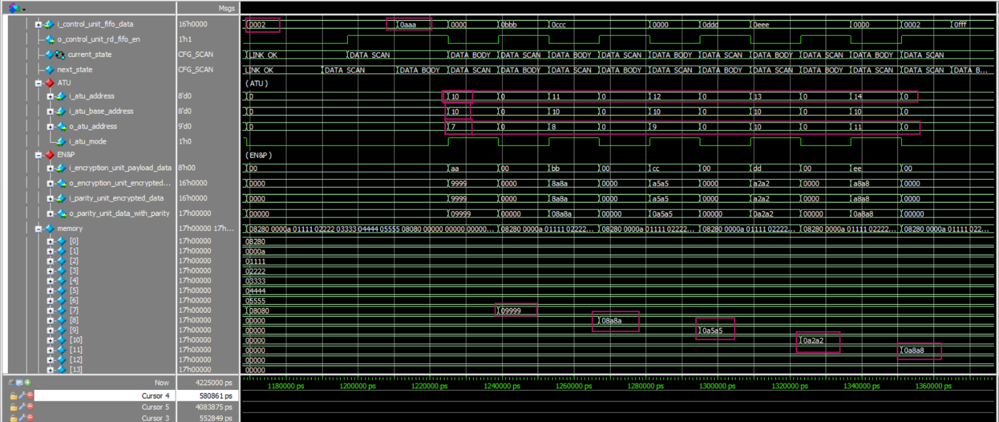 Msgs
i_control_unit_fifo_data 16'h0000 0002 0aaa 0000 0bbb 0ccc 0000 0ddd 0eee 0000 0002 0fff
o_control_unit_rd_fifo_en 1'h1
current_state CFG_SCAN LINK OK DATA SCAN DATA BODY DATA SCAN DATA BODY DATA SCAN DATA BODY DATA SCAN DATA BODY DATA SCAN DATA BODY DATA SCAN
next_state CFG_SCAN LINK OK DATA SCAN DATA BODY DATA SCAN DATA BODY DATA SCAN DATA BODY DATA SCAN DATA BODY DATA SCAN DATA BODY DATA SCAN DATA SCAN DATA B...
ATU (ATU)
i_atu_address 8'd0 0 10 0 11 0 12 0 13 0 14 0
i_atu_base_address 8'd0 0 10 0 10 0 10 0 10 0 10 0
o_atu_address 9'd0 0 7 0 8 0 9 0 10 0 11 0
i_atu_mode 1'h0
EN&P (EN&P)
i_encryption_unit_payload_data 8'h00 00 aa 00 bb 00 cc 00 dd 00 ee 00
o_encryption_unit_encrypted... 16'h0000 0000 9999 0000 8a8a 0000 a5a5 0000 a2a2 0000 a8a8 0000
i_parity_unit_encrypted_data 16'h0000 0000 9999 0000 8a8a 0000 a5a5 0000 a2a2 0000 a8a8 0000
o_parity_unit_data_with_parity 17'h00000 00000 09999 00000 08a8a 00000 0a5a5 00000 0a2a2 00000 0a8a8 00000
memory 17'h00000 17'h... 08280 0000a 01111 02222 03333 04444 05555 08080 00000 00000 00000... 08280 0000a 01111 02222... 08280 0000a 01111 02222... 08280 0000a 01111 02222... 08280 0000a 01111 02222... 08280 0000a 01111 022...
[0] 17'h00000 08280
[1] 17'h00000 0000a
[2] 17'h00000 01111
[3] 17'h00000 02222
[4] 17'h00000 03333
[5] 17'h00000 04444
[6] 17'h00000 05555
[7] 17'h00000 08080 09999
[8] 17'h00000 00000 08a8a
[9] 17'h00000 00000 0a5a5
[10] 17'h00000 00000 0a2a2
[11] 17'h00000 00000 0a8a8
[12] 17'h00000 00000
[13] 17'h00000 00000
Now 4225000 ps 1180000 ps 1200000 ps 1220000 ps 1240000 ps 1260000 ps 1280000 ps 1300000 ps 1320000 ps 1340000 ps 1360000 ps
Cursor 4 580861 ps
Cursor 5 4083875 ps
Cursor 3 552849 ps